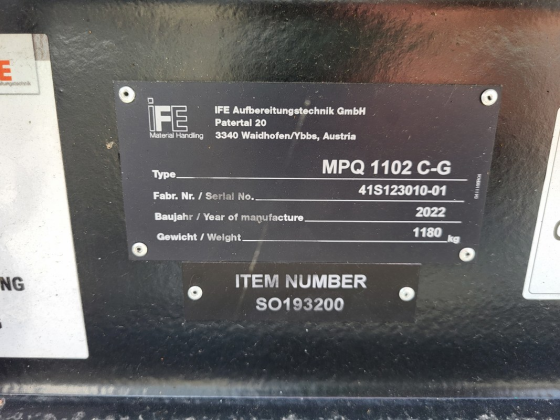 E
IFE
Material Handling
IFE Aufbereitungstechnik GmbH
Patertal 20
3340 Waidhofen/Ybbs, Austria
Type MPQ 1102 C-G
Fabr. Nr. / Serial No. 41S123010-01
Baujahr / Year of manufacture 2022
Gewicht / Weight 1180 kg
ITEM NUMBER
SO193200
NG